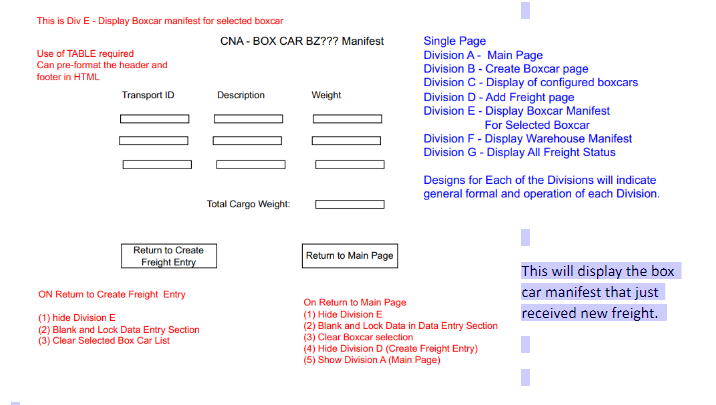 This is Div E - Display Boxcar manifest for selected boxcar
CNA - BOX CAR BZ??? Manifest
Use of TABLE required
Can pre-format the header and
footer in HTML
Transport ID
Description
Weight
Total Cargo Weight:
Return to Create
Freight Entry
Return to Main Page
ON Return to Create Freight Entry
(1) hide Division E
(2) Blank and Lock Data Entry Section
(3) Clear Selected Box Car List
On Return to Main Page
(1) Hide Division E
(2) Blank and Lock Data in Data Entry Section
(3) Clear Boxcar selection
(4) Hide Division D (Create Freight Entry)
(5) Show Division A (Main Page)
Single Page
Division A - Main Page
Division B - Create Boxcar page
Division C - Display of configured boxcars
Division D - Add Freight page
Division E - Display Boxcar Manifest
For Selected Boxcar
Division F - Display Warehouse Manifest
Division G - Display All Freight Status
Designs for Each of the Divisions will indicate
general formal and operation of each Division.
This will display the box
car manifest that just
received new freight.